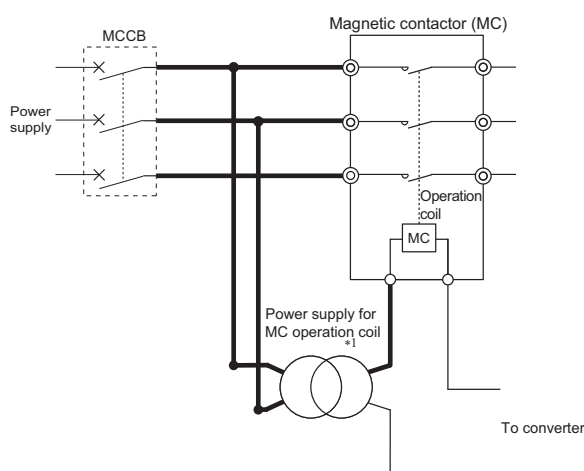 Magnetic contactor (MC)
MCCB
Power
supply
Operation
coil
MC
Power supply for
MC operation coil
*1
To converter